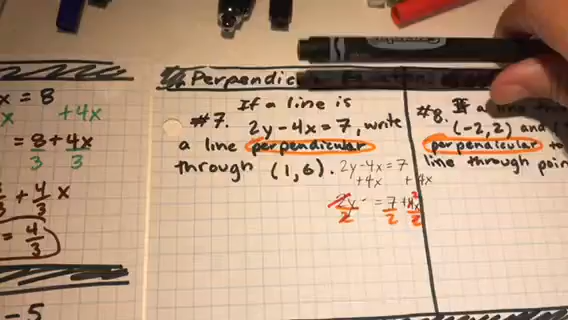 x = 8
+4x
= 8+4x
3 3
+ 4/3 x
= 4/3
-5
Perpendic
#7. If a line is
2y-4x=7, write
a line perpendicular
through (1,6).
2y-4x=7
+4x +4x
2y = 7+4x
2 2 2
#8. If a
(-2,2) and
perpendicular to
line through poin